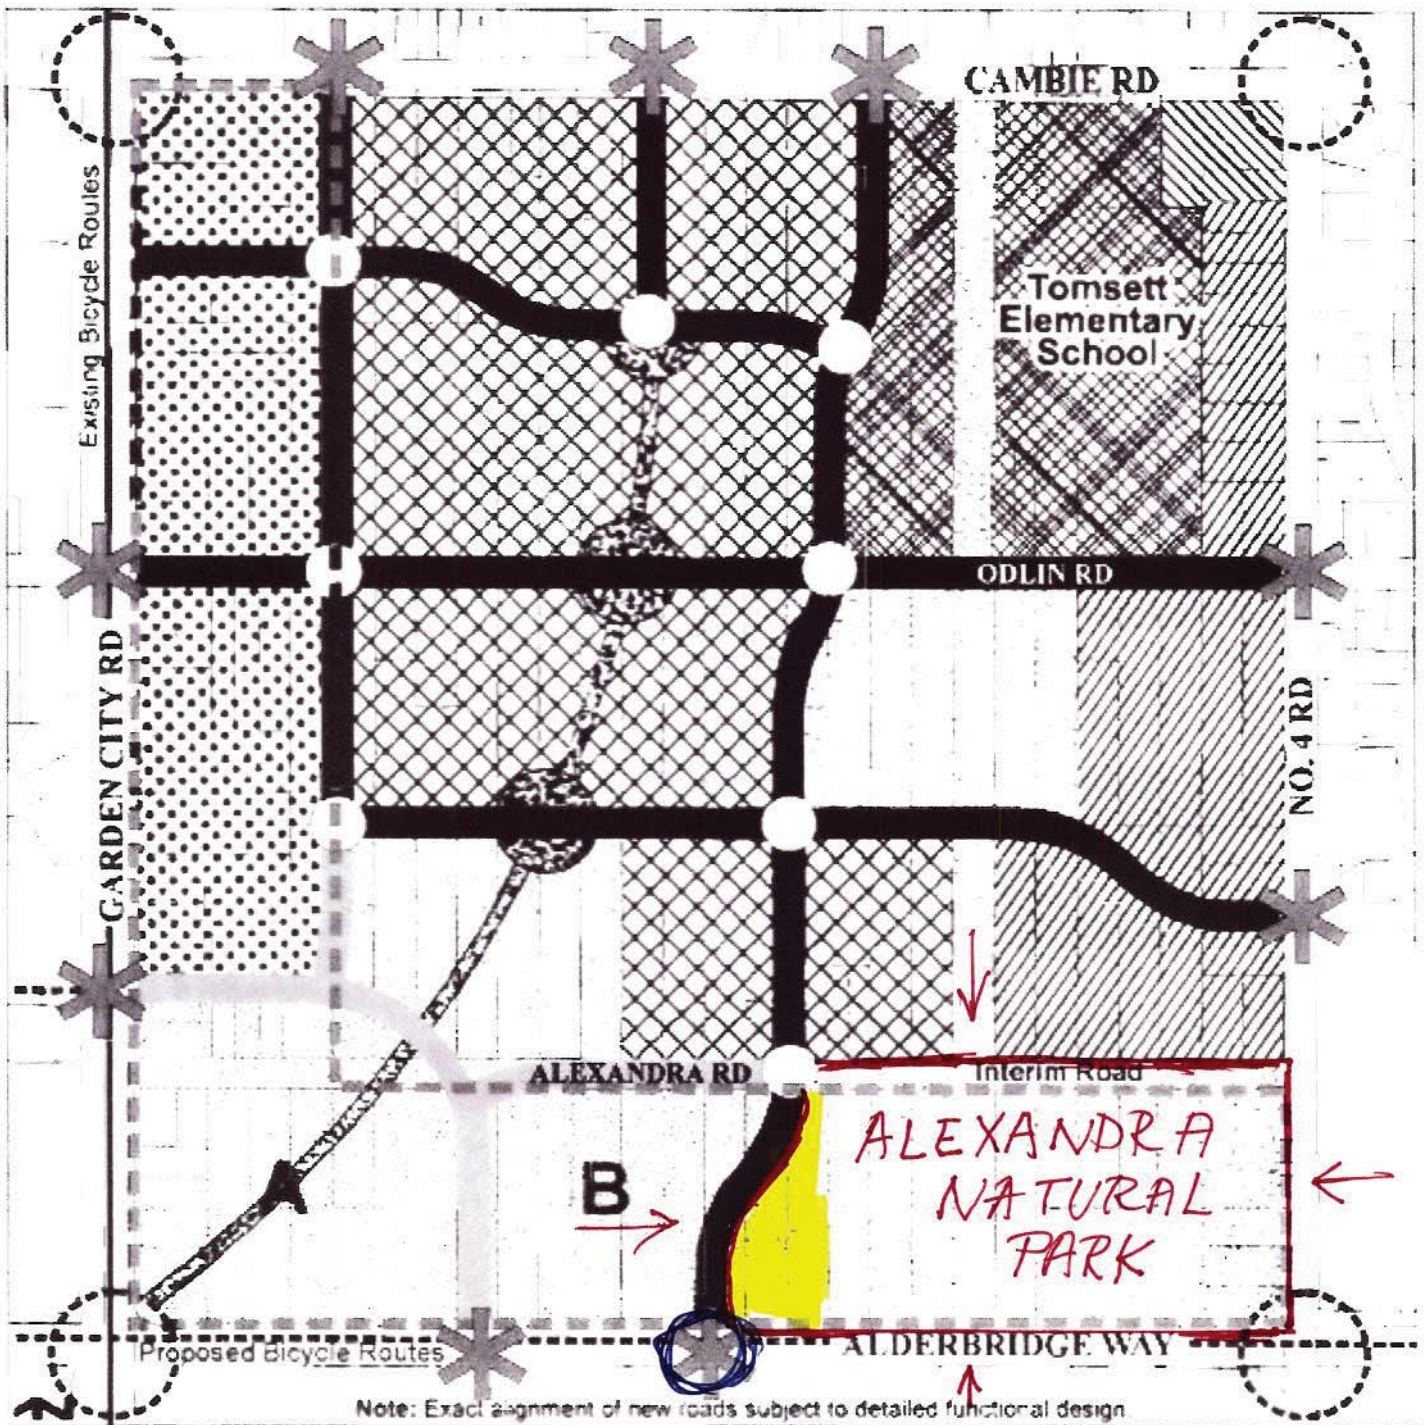 CAMBIE RD
Existing Bicycle Routes
Tomsett
Elementary
School
ODLIN RD
GARDEN CITY RD
NO. 4 RD
ALEXANDRA RD
Interim Road
ALEXANDRA
NATURAL
PARK
B
A
ALDERBRIDGE WAY
Proposed Bicycle Routes
Note: Exact alignment of new roads subject to detailed functional design.